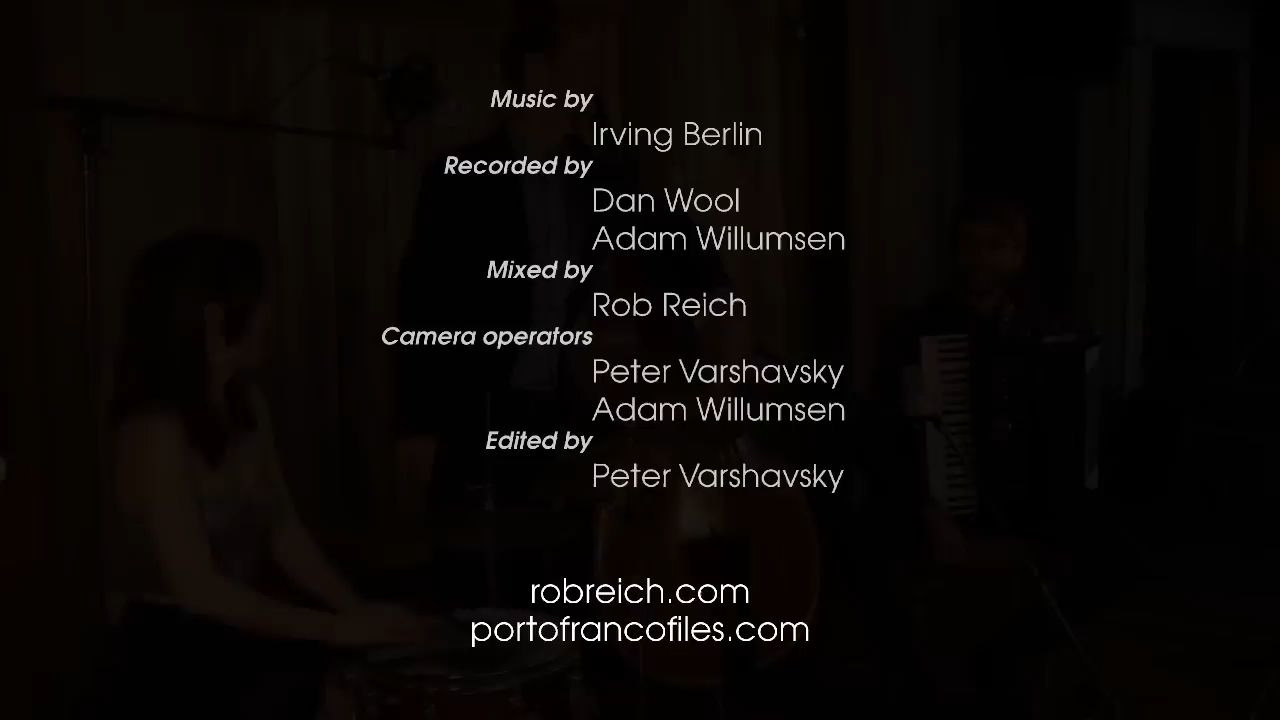 Music by
Irving Berlin
Recorded by
Dan Wool
Adam Willumsen
Mixed by
Rob Reich
Camera operators
Peter Varshavsky
Adam Willumsen
Edited by
Peter Varshavsky
robreich.com
portofrancofiles.com